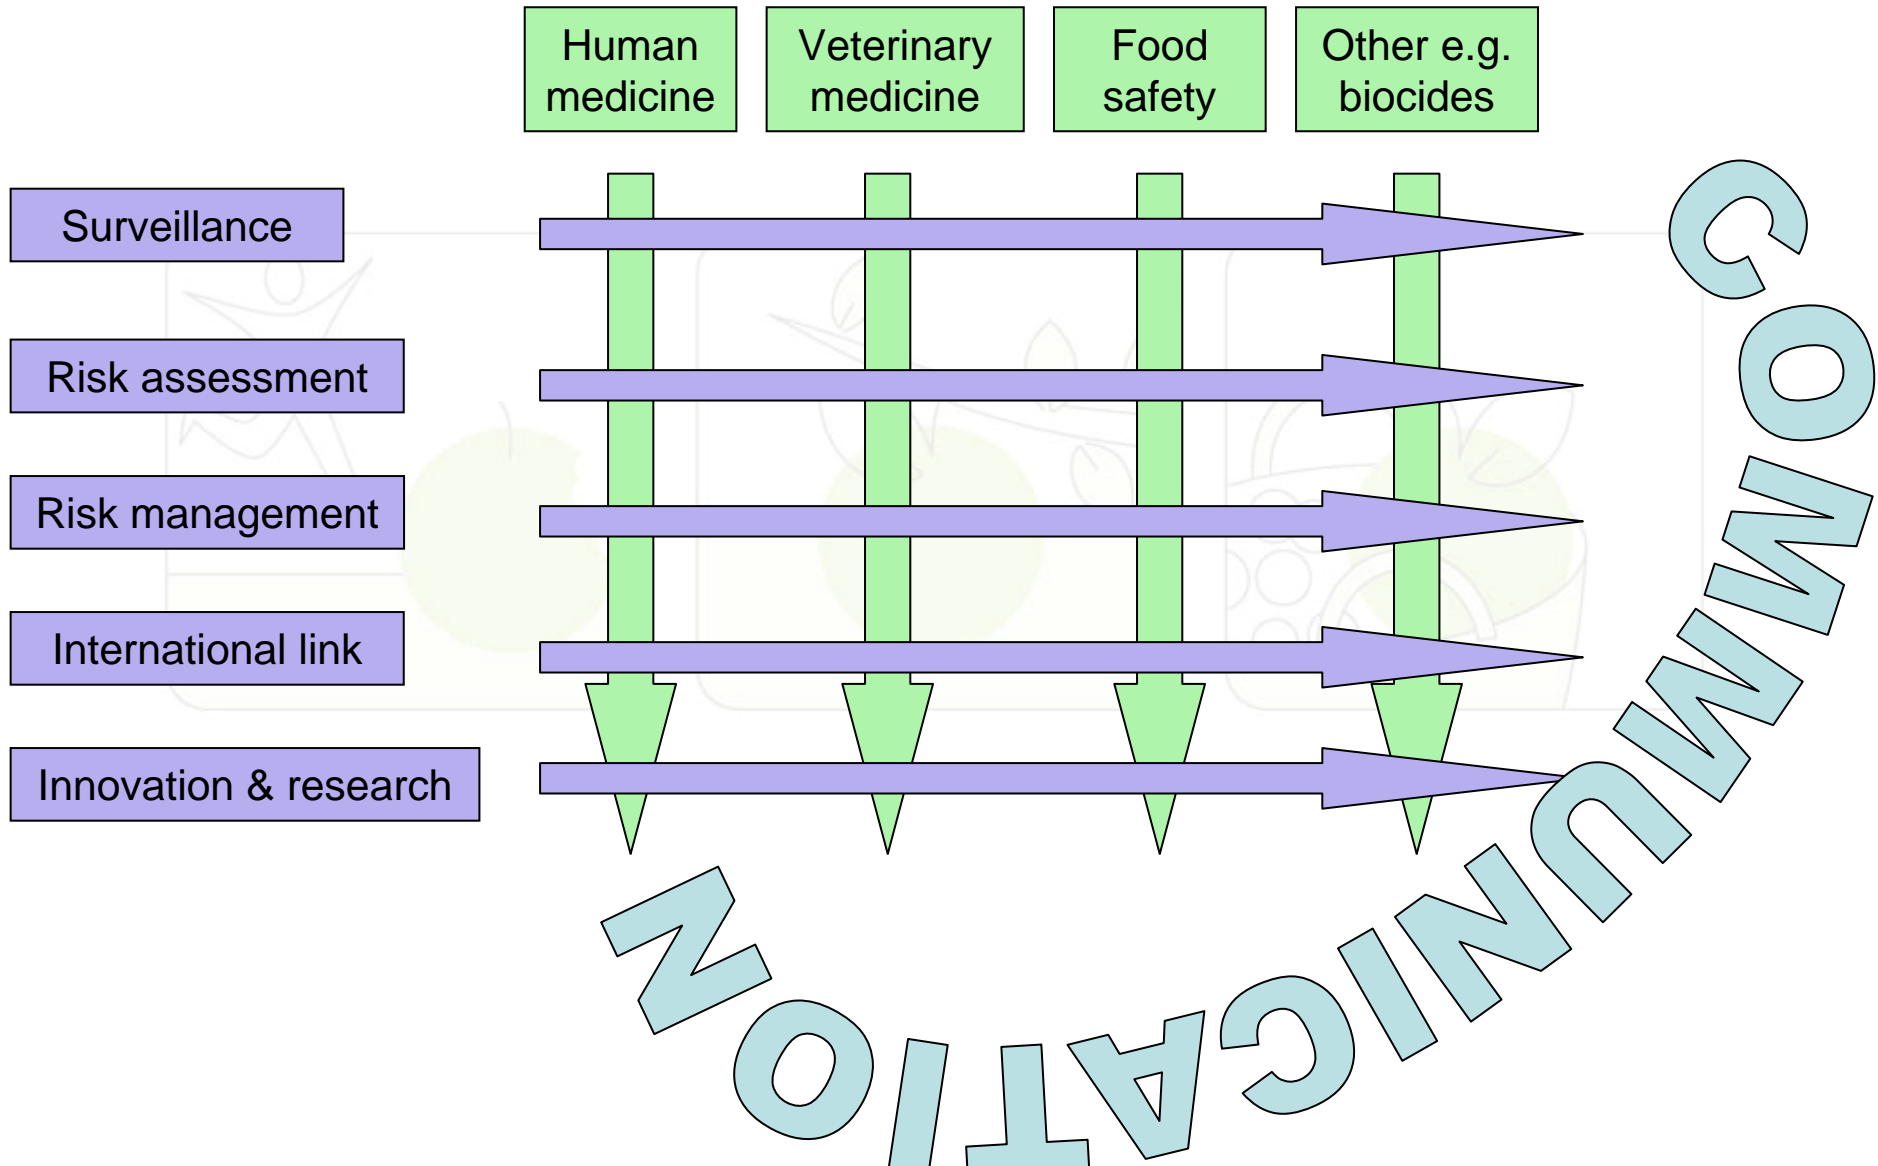 Human
medicine
Veterinary
medicine
Food
safety
Other e.g.
biocides
Surveillance
Risk assessment
Risk management
International link
Innovation & research
COMMUNICATION